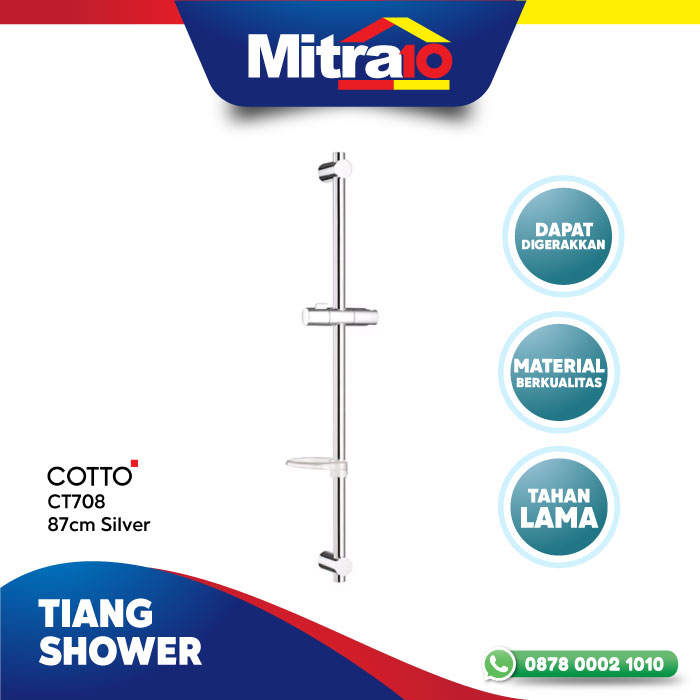 Mitra10
DAPAT
DIGERAKKAN
MATERIAL
BERKUALITAS
COTTO
CT708
87cm Silver
TAHAN
LAMA
TIANG
SHOWER
0878 0002 1010